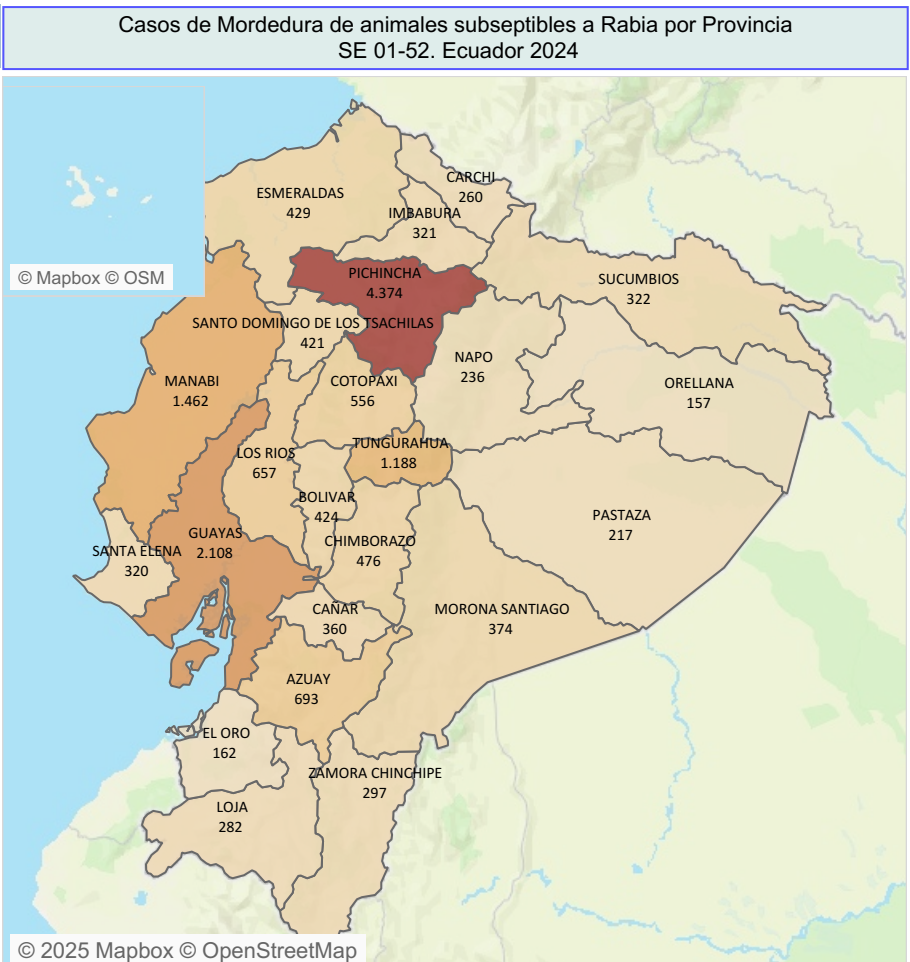 Casos de Mordedura de animales subseptibles a Rabia por Provincia
SE 01-52. Ecuador 2024
CARCHI
260
ESMERALDAS
429
IMBABURA
321
© Mapbox © OSM
PICHINCHA
4.374
SUCUMBIOS
322
SANTO DOMINGO DE LOS TSACHILAS
421
NAPO
236
MANABI
1.462
COTOPAXI
556
ORELLANA
157
TUNGURAHUA
1.188
LOS RIOS
657
BOLIVAR
424
PASTAZA
217
GUAYAS
2.108
CHIMBORAZO
476
SANTA ELENA
320
CAÑAR
360
MORONA SANTIAGO
374
AZUAY
693
EL ORO
162
ZAMORA CHINCHIPE
297
LOJA
282
© 2025 Mapbox © OpenStreetMap